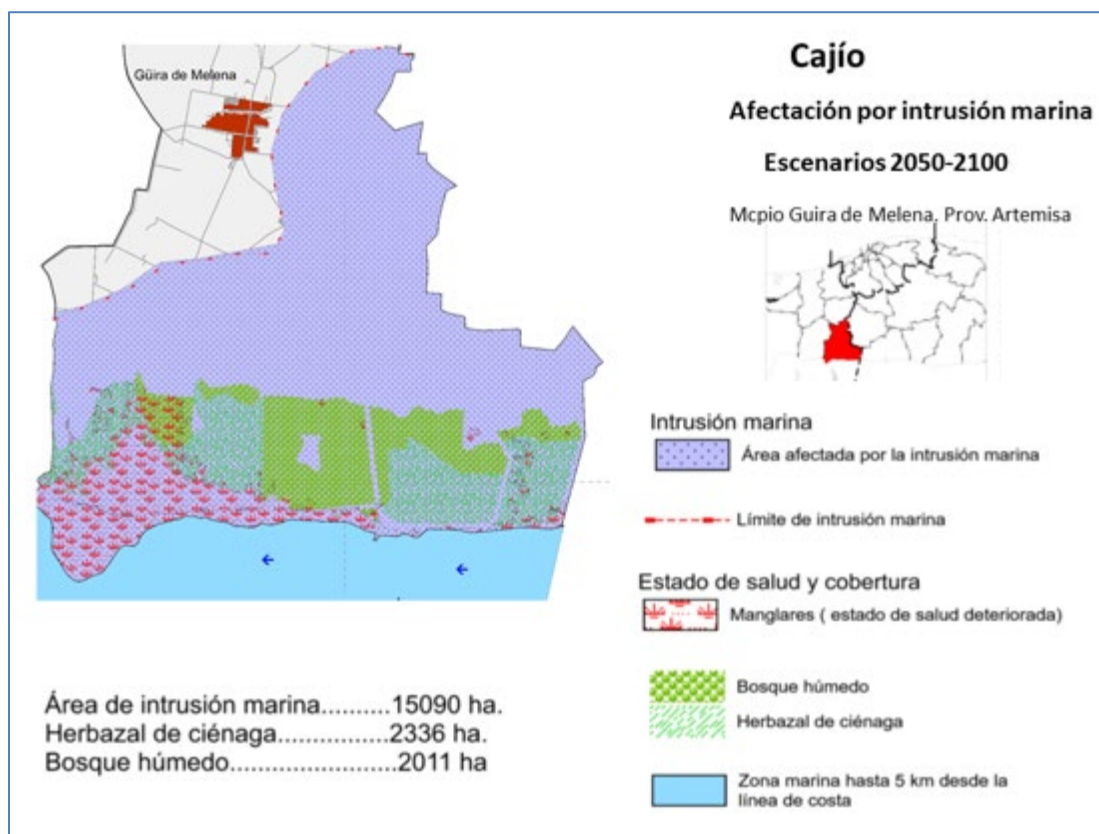 Güira de Melena
Cajío
Afectación por intrusión marina
Escenarios 2050-2100
Mcpio Guira de Melena. Prov. Artemisa
Intrusión marina
Área afectada por la intrusión marina
Límite de intrusión marina
Estado de salud y cobertura
Manglares ( estado de salud deteriorada)
Bosque húmedo
Herbazal de ciénaga
Zona marina hasta 5 km desde la
línea de costa
Área de intrusión marina..........15090 ha.
Herbazal de ciénaga................2336 ha.
Bosque húmedo........................2011 ha